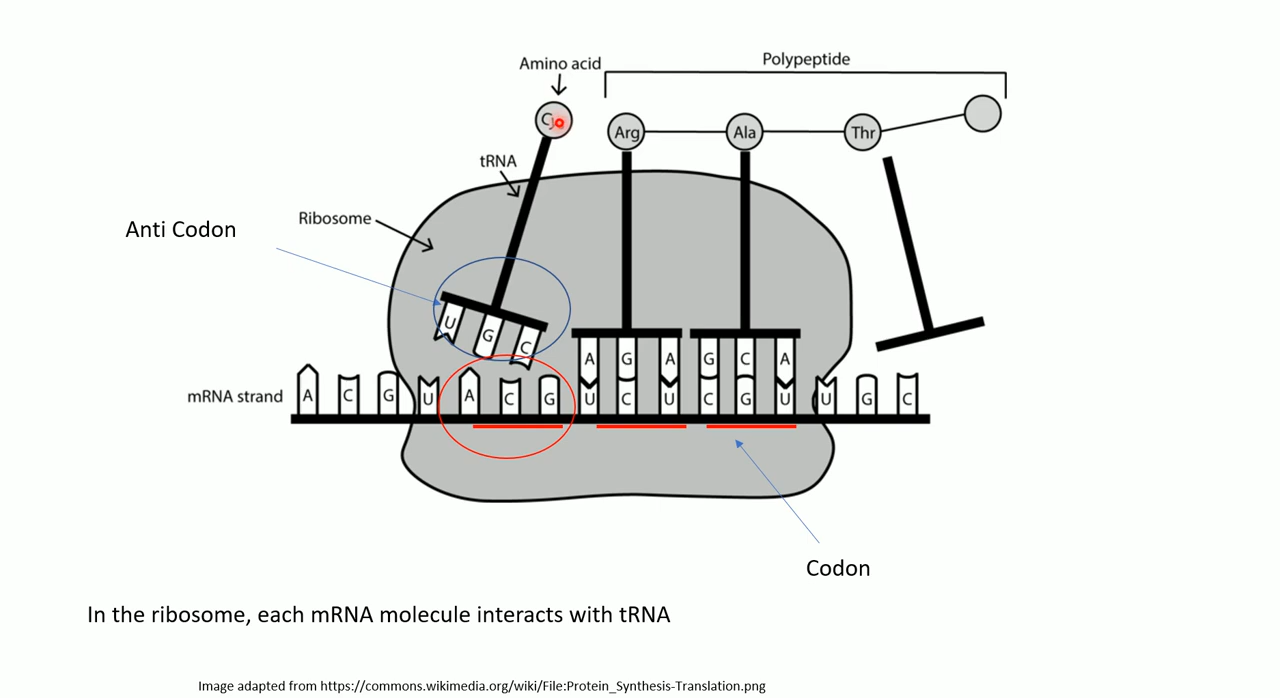 Polypeptide
Amino acid
Arg
Ala
Thr
tRNA
Ribosome
Anti Codon
U G C
A G A G C A
mRNA strand
A C G U A C G U C U C G U U G C
Codon
In the ribosome, each mRNA molecule interacts with tRNA
Image adapted from https://commons.wikimedia.org/wiki/File:Protein_Synthesis-Translation.png